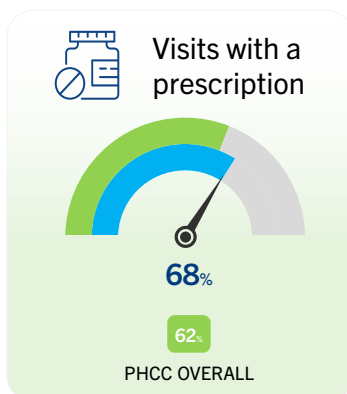 Visits with a
prescription
68%
62%
PHCC OVERALL